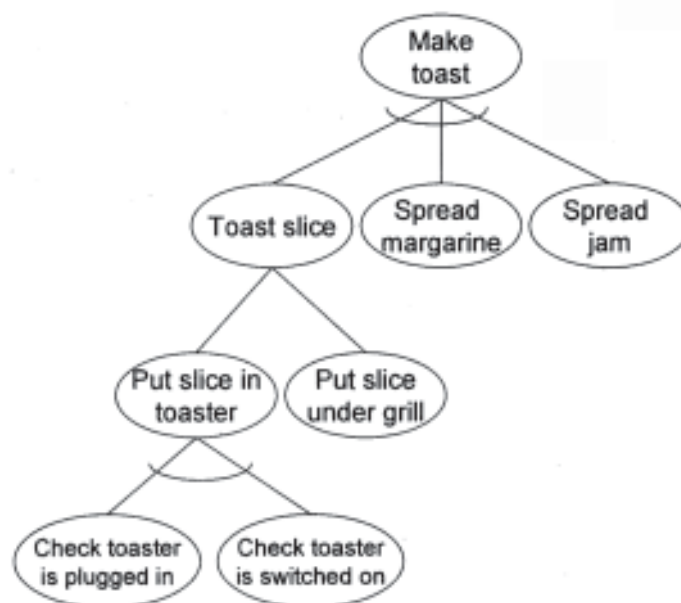 Make
toast
Toast slice
Spread
margarine
Spread
jam
Put slice in
toaster
Put slice
under grill
Check toaster
is plugged in
Check toaster
is switched on